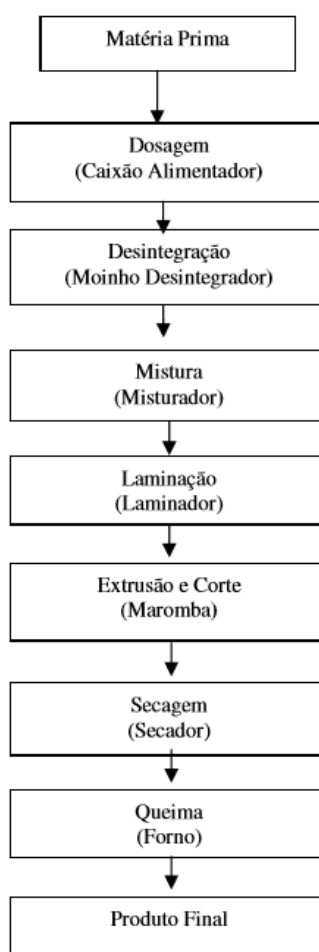 Matéria Prima
Dosagem
(Caixão Alimentador)
Desintegração
(Moinho Desintegrador)
Mistura
(Misturador)
Laminação
(Laminador)
Extrusão e Corte
(Maromba)
Secagem
(Secador)
Queima
(Forno)
Produto Final